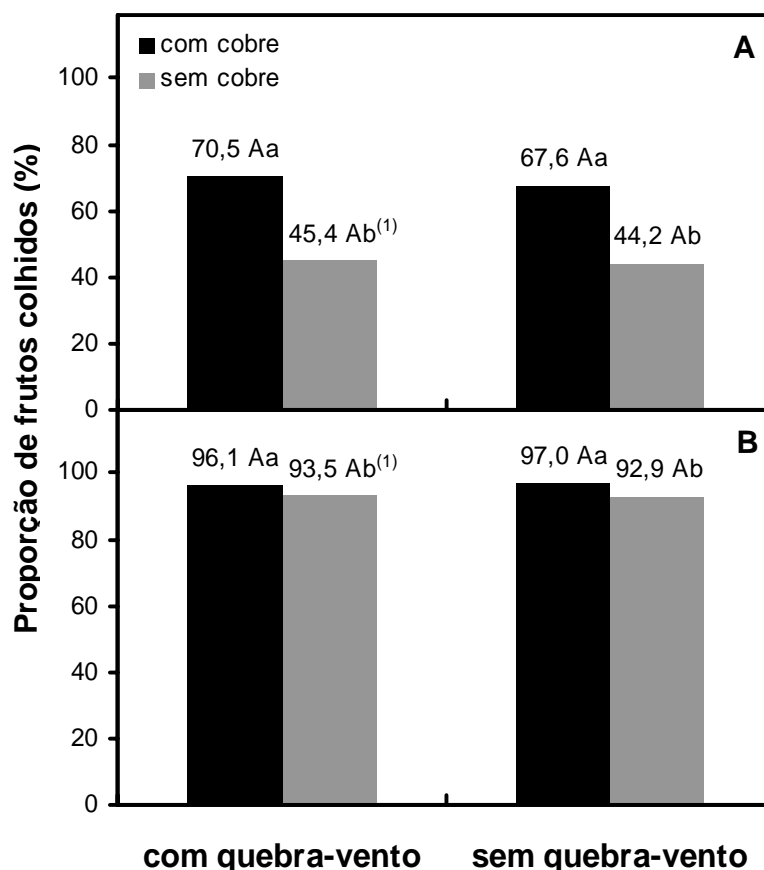 Proporção de frutos colhidos (%)
com cobre
sem cobre
A
100
80
60
40
20
0
70,5 Aa
45,4 Ab(1)
67,6 Aa
44,2 Ab
B
100
80
60
40
20
0
96,1 Aa
93,5 Ab(1)
97,0 Aa
92,9 Ab
com quebra-vento
sem quebra-vento